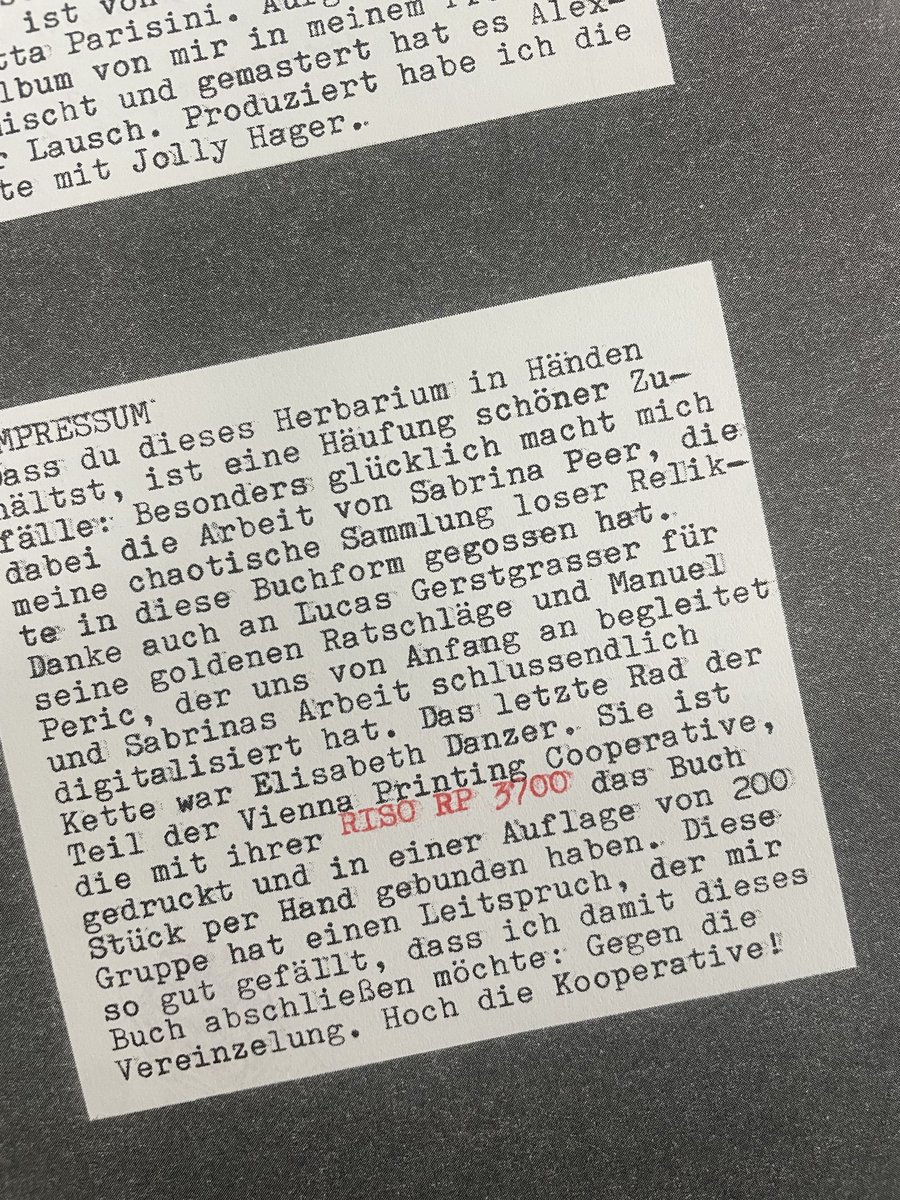 ist von
Parisini.
von mir in meinem
und gemastert hat es Alex-
Lausch. Produziert habe ich die
mit Jolly Hager.
MPRESSUM
ass du dieses Herbarium in Händen
hältst, ist eine Häufung schöner Zu-
fälle: Besonders glücklich macht mich
dabei die Arbeit von Sabrina Peer, die
meine chaotische Sammlung loser Relik-
te in diese Buchform gegossen hat.
Danke auch an Lucas Gerstgrasser für
seine goldenen Ratschläge und Manuel
Peric, der uns von Anfang an begleitet
und Sabrinas Arbeit schlussendlich
digitalisiert hat. Das letzte Rad der
Kette war Elisabeth Danzer. Sie ist
Teil der Vienna Printing Cooperative,
die mit ihrer RISO RP 3700 das Buch
gedruckt und in einer Auflage von 200
Stück per Hand gebunden haben. Diese
Gruppe hat einen Leitspruch, der mir
so gut gefällt, dass ich damit dieses
Buch abschließen möchte: Gegen die
Vereinzelung. Hoch die Kooperative!